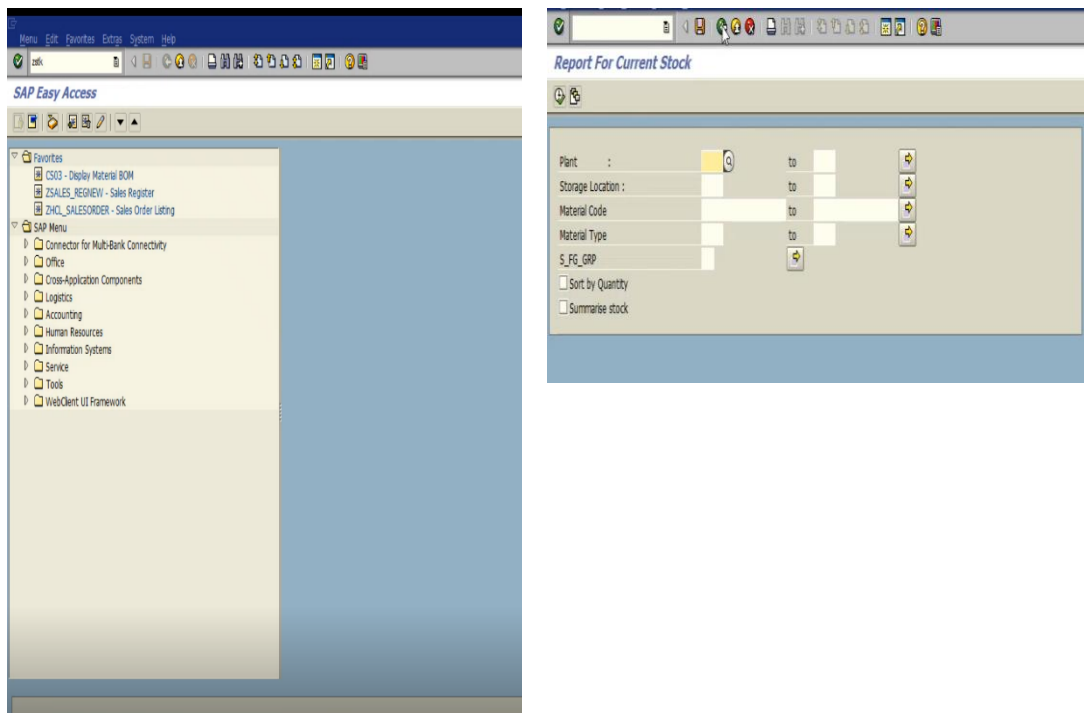 Menu Edit Favorites Extras System Help
zstk
SAP Easy Access
Favorites
CS03 - Display Material BOM
ZSALES_REGNEW - Sales Register
ZHCL_SALESORDER - Sales Order Listing
SAP Menu
Connector for Multi-Bank Connectivity
Office
Cross-Application Components
Logistics
Accounting
Human Resources
Information Systems
Service
Tools
WebClient UI Framework
Report For Current Stock
Plant : to
Storage Location : to
Material Code to
Material Type to
S_FG_GRP
Sort by Quantity
Summarise stock